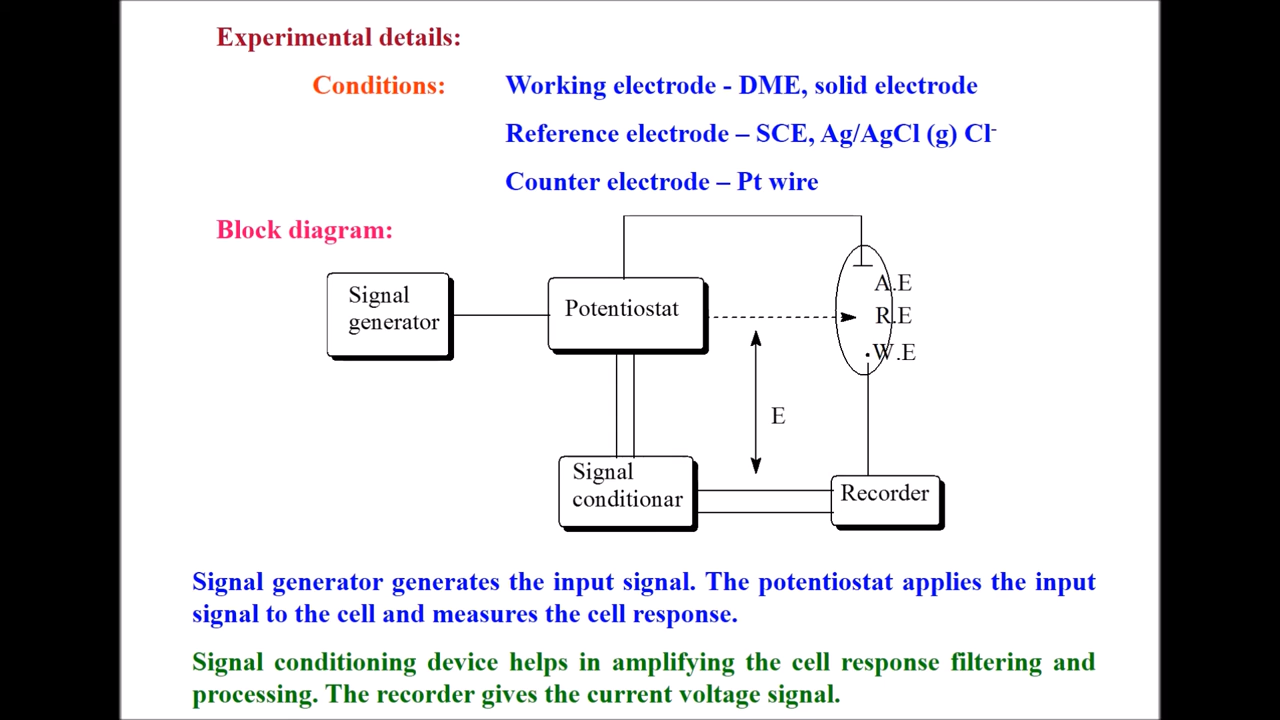 Experimental details:
Conditions:
Working electrode - DME, solid electrode
Reference electrode – SCE, Ag/AgCl (g) Cl⁻
Counter electrode – Pt wire
Block diagram:
Signal
generator
Potentiostat
A.E
R.E
W.E
E
Signal
conditionar
Recorder
Signal generator generates the input signal. The potentiostat applies the input
signal to the cell and measures the cell response.
Signal conditioning device helps in amplifying the cell response filtering and
processing. The recorder gives the current voltage signal.